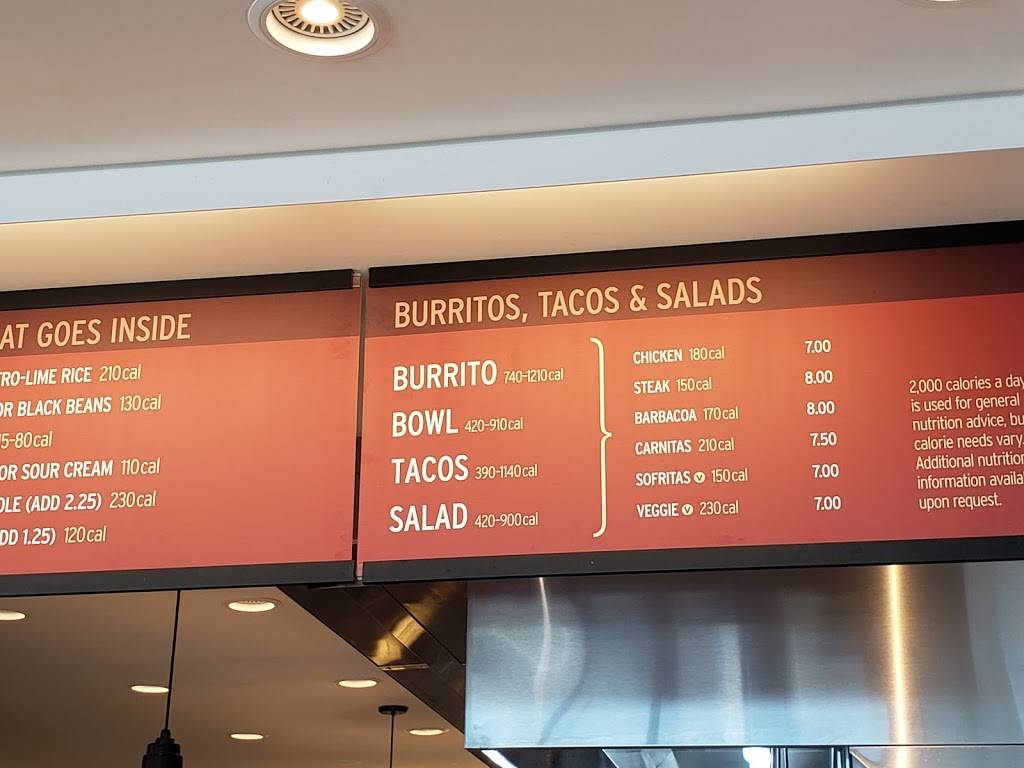 AT GOES INSIDE
TRO-LIME RICE 210cal
OR BLACK BEANS 130cal
5-80cal
OR SOUR CREAM 110cal
OLE (ADD 2.25) 230cal
DD 1.25) 120cal
BURRITOS, TACOS & SALADS
BURRITO 740-1210cal
BOWL 420-910cal
TACOS 390-1140cal
SALAD 420-900cal
CHICKEN 180cal 7.00
STEAK 150cal 8.00
BARBACOA 170cal 8.00
CARNITAS 210cal 7.50
SOFRITAS V 150cal 7.00
VEGGIE V 230cal 7.00
2,000 calories a day
is used for general
nutrition advice, bu
calorie needs vary.
Additional nutrition
information availa
upon request.